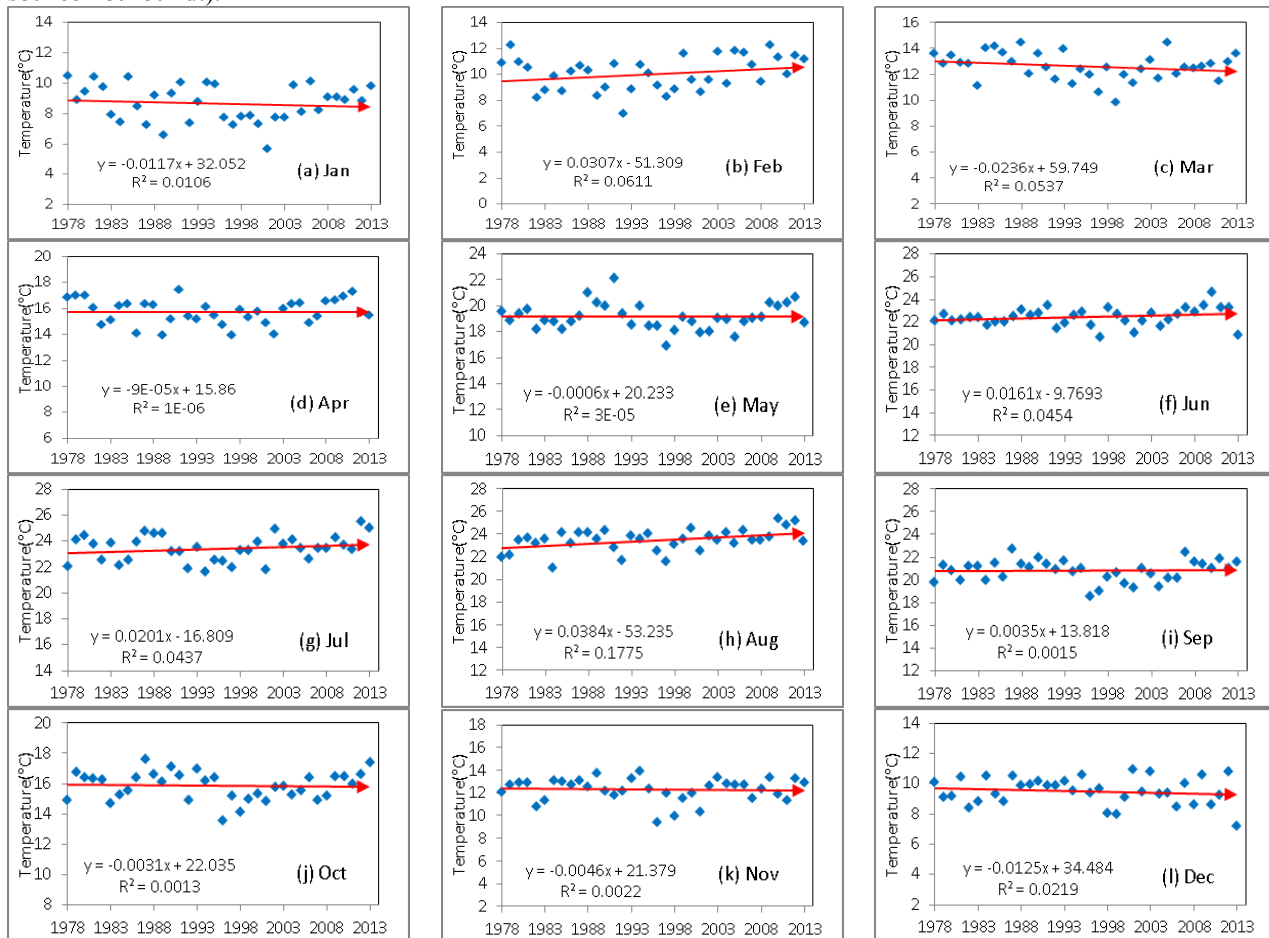 Temperature(°C)
14
12
10
8
6
4
2
y = -0.0117x + 32.052
R² = 0.0106
(a) Jan
1978 1983 1988 1993 1998 2003 2008 2013
Temperature(°C)
14
12
10
8
6
4
2
0
y = 0.0307x - 51.309
R² = 0.0611
(b) Feb
1978 1983 1988 1993 1998 2003 2008 2013
Temperature(°C)
16
14
12
10
8
6
4
2
y = -0.0236x + 59.749
R² = 0.0537
(c) Mar
1978 1983 1988 1993 1998 2003 2008 2013
Temperature(°C)
20
18
16
14
12
10
8
6
y = -9E-05x + 15.86
R² = 1E-06
(d) Apr
1978 1983 1988 1993 1998 2003 2008 2013
Temperature(°C)
24
22
20
18
16
14
12
10
y = -0.0006x + 20.233
R² = 3E-05
(e) May
1978 1983 1988 1993 1998 2003 2008 2013
Temperature(°C)
28
26
24
22
20
18
16
14
12
y = 0.0161x - 9.7693
R² = 0.0454
(f) Jun
1978 1983 1988 1993 1998 2003 2008 2013
Temperature(°C)
28
26
24
22
20
18
16
14
y = 0.0201x - 16.809
R² = 0.0437
(g) Jul
1978 1983 1988 1993 1998 2003 2008 2013
Temperature(°C)
28
26
24
22
20
18
16
14
12
y = 0.0384x - 53.235
R² = 0.1775
(h) Aug
1978 1983 1988 1993 1998 2003 2008 2013
Temperature(°C)
28
26
24
22
20
18
16
14
12
y = 0.0035x + 13.818
R² = 0.0015
(i) Sep
1978 1983 1988 1993 1998 2003 2008 2013
Temperature(°C)
20
18
16
14
12
10
8
y = -0.0031x + 22.035
R² = 0.0013
(j) Oct
1978 1983 1988 1993 1998 2003 2008 2013
Temperature(°C)
18
16
14
12
10
8
6
4
2
y = -0.0046x + 21.379
R² = 0.0022
(k) Nov
1978 1983 1988 1993 1998 2003 2008 2013
Temperature(°C)
14
12
10
8
6
4
2
y = -0.0125x + 34.484
R² = 0.0219
(l) Dec
1978 1983 1988 1993 1998 2003 2008 2013